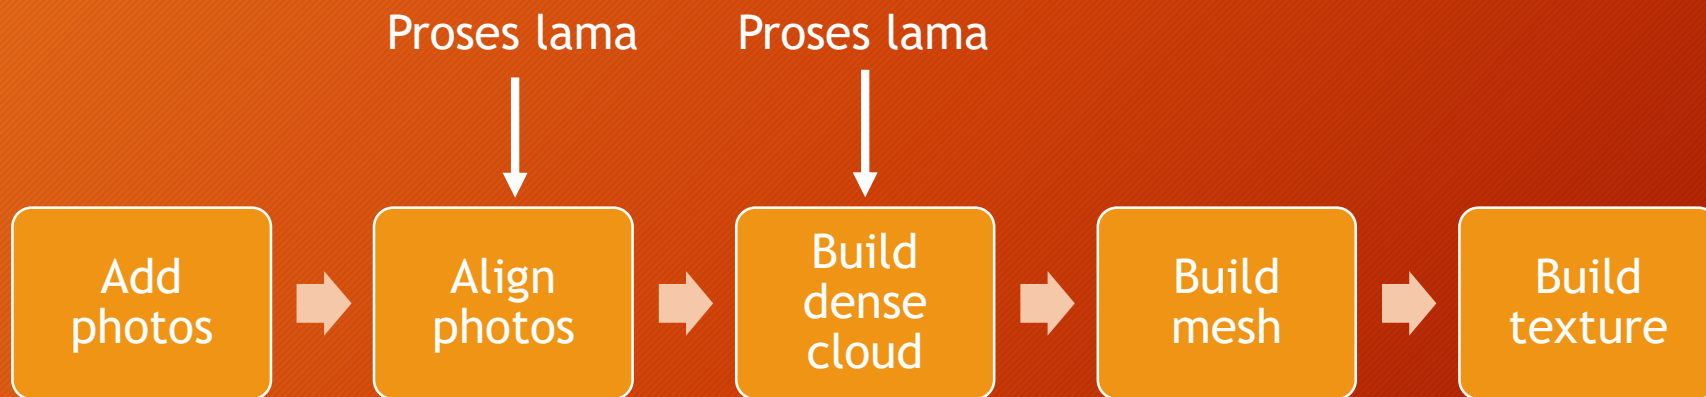 Proses lama
Proses lama
Add
photos
Align
photos
Build
dense
cloud
Build
mesh
Build
texture